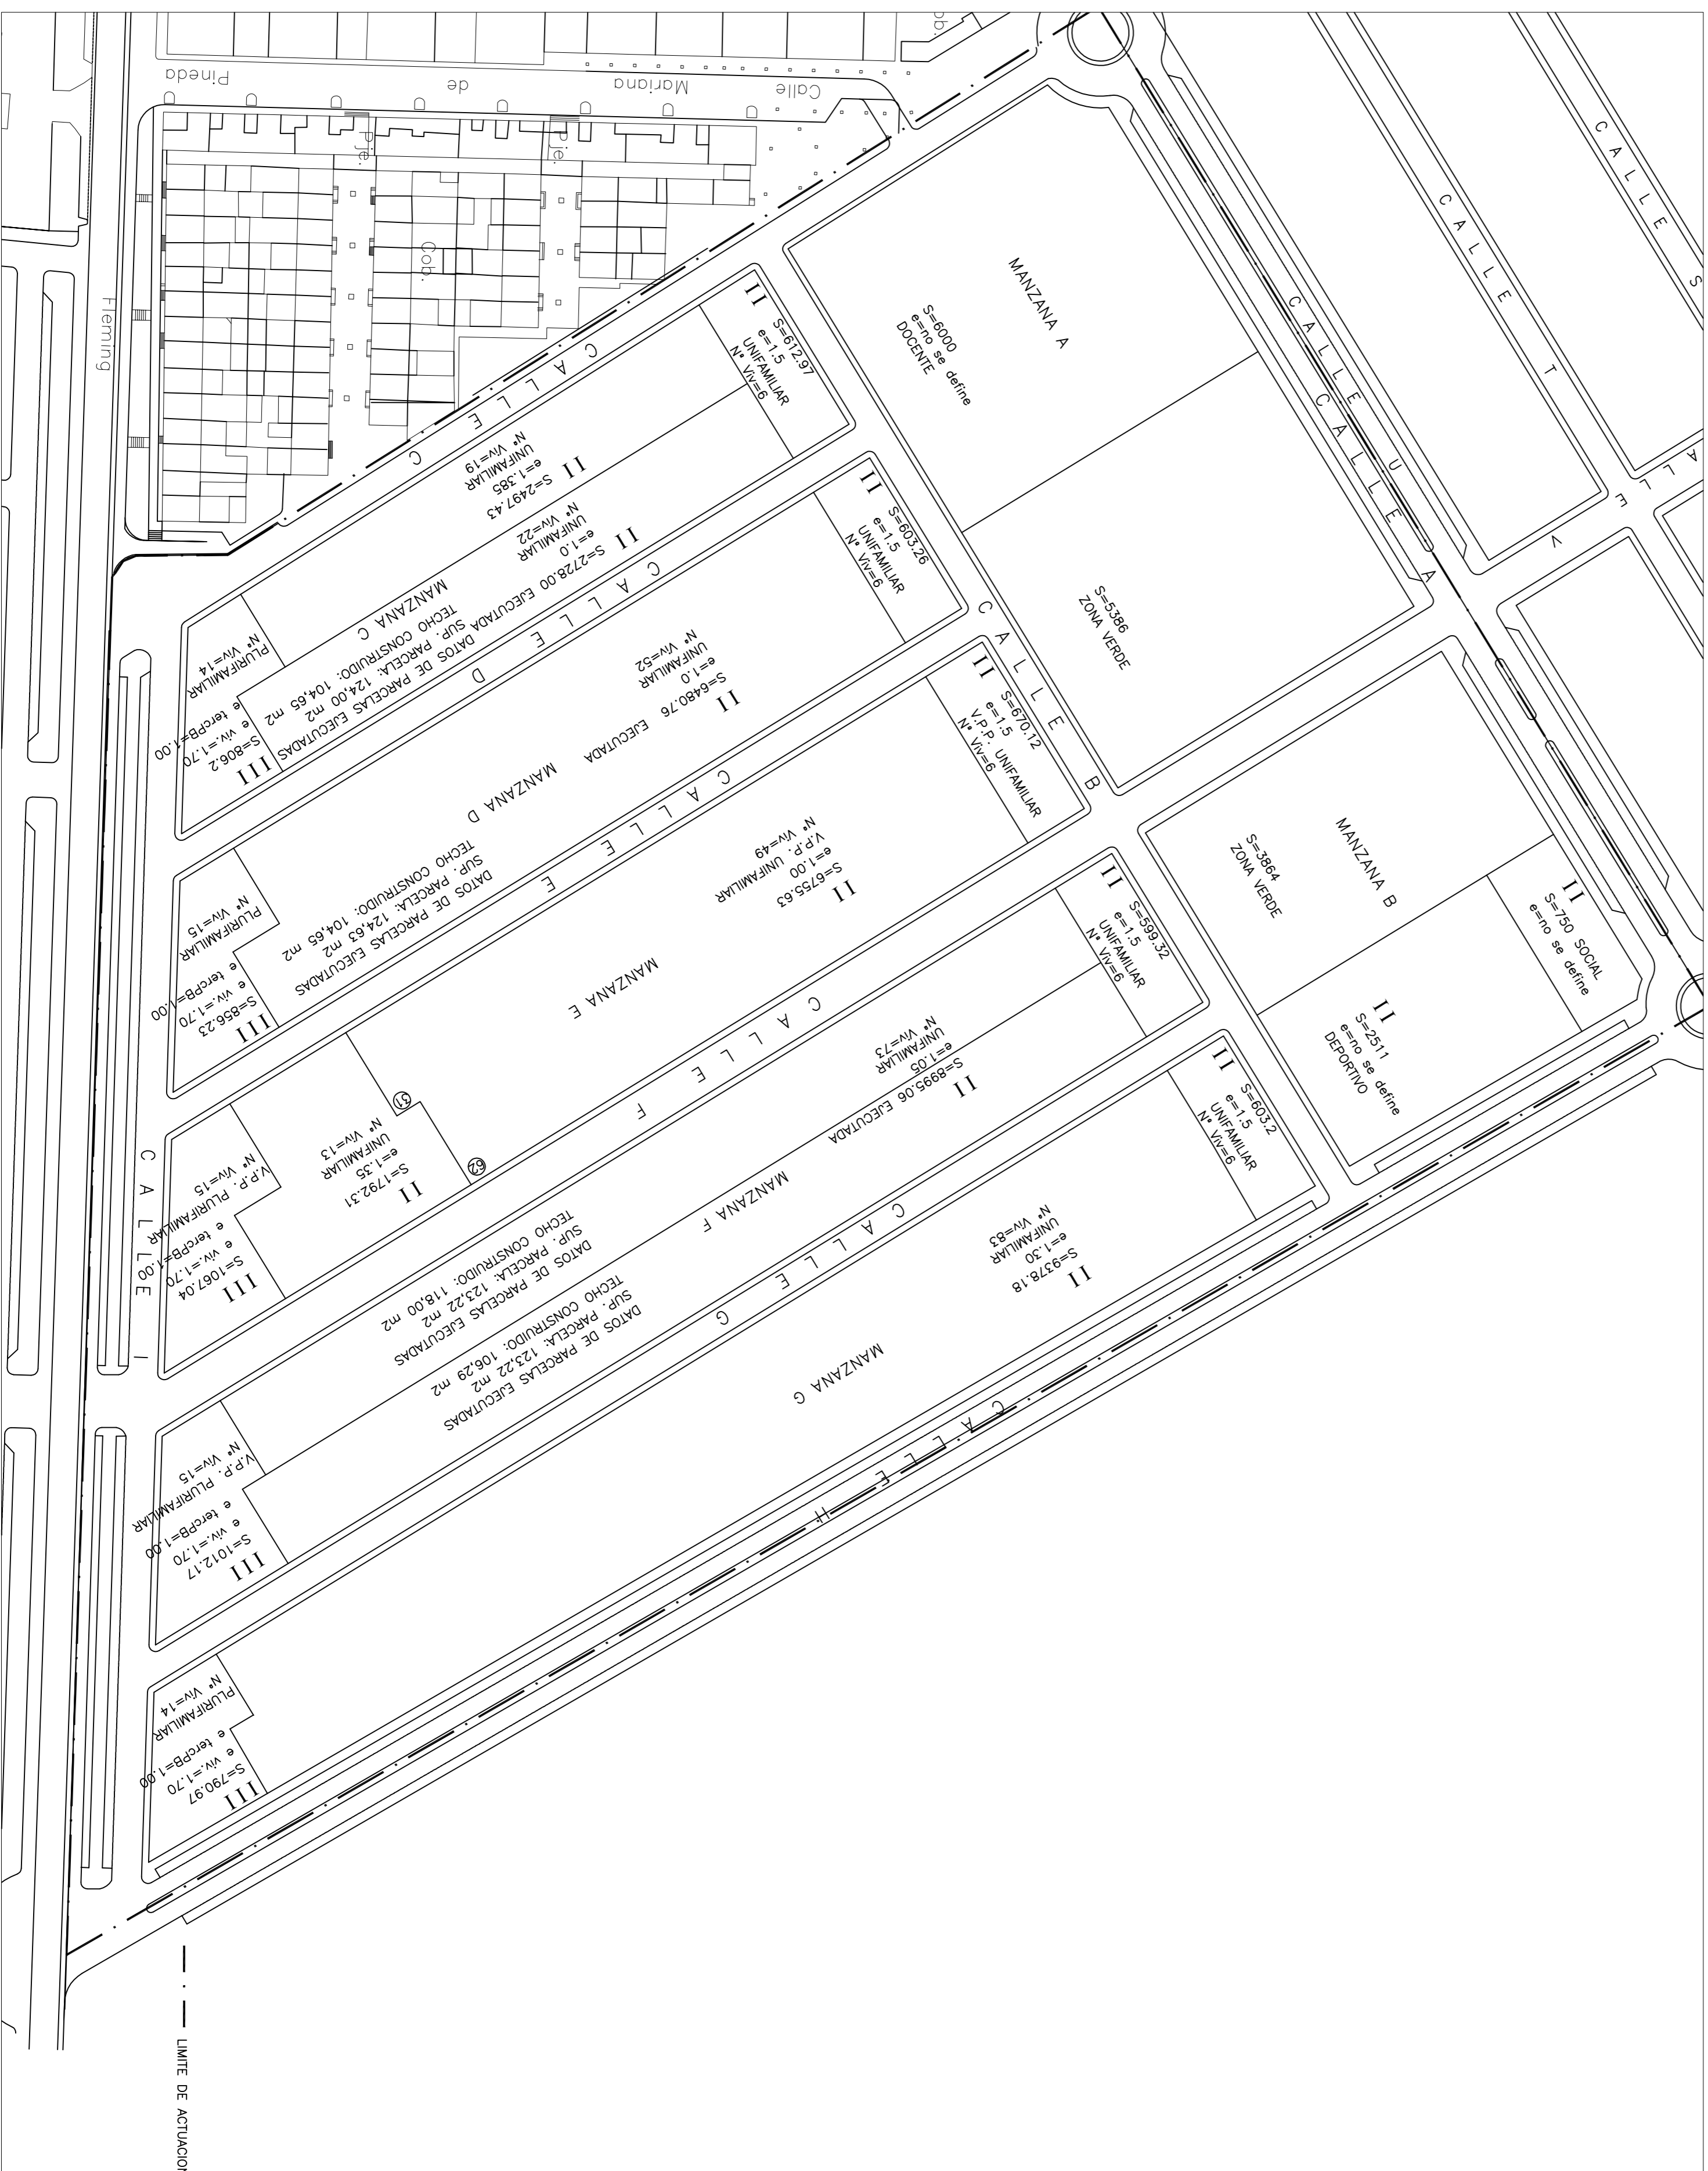 Calle de Mariana Pineda
Pje.
Pje.
Cob.
Fleming
CALLE S
CALLE T
CALLE U
CALLE A
CALLE V
MANZANA A
S=6000
e=no se define
DOCENTE
S=5386
ZONA VERDE
CALLE B
MANZANA B
S=3864
ZONA VERDE
II
S=750 SOCIAL
e=no se define
II
S=2511
e=no se define
DEPORTIVO
CALLE C
II
S=612.97
e=1.5
UNIFAMILIAR
Nº Viv=6
II
S=2497.43
e=1.385
UNIFAMILIAR
Nº Viv=19
II
S=2728.00 EJECUTADA
e=1.0
UNIFAMILIAR
Nº Viv=22
MANZANA C
DATOS DE PARCELAS EJECUTADAS
SUP. PARCELA: 124,00 m2
TECHO CONSTRUIDO: 104,65 m2
III
S=806.2
e viv.=1.70
e tercPB=1.00
PLURIFAMILIAR
Nº Viv=14
CALLE D
II
S=603.26
e=1.5
UNIFAMILIAR
Nº Viv=6
II
S=6480.76 EJECUTADA
e=1.0
UNIFAMILIAR
Nº Viv=52
MANZANA D
DATOS DE PARCELAS EJECUTADAS
SUP. PARCELA: 124,63 m2
TECHO CONSTRUIDO: 104,65 m2
III
S=856.23
e viv.=1.70
e tercPB=1.00
PLURIFAMILIAR
Nº Viv=15
CALLE E
II
S=670.12
e=1.5
V.P.P. UNIFAMILIAR
Nº Viv=6
II
S=6755.63
e=1.00
V.P.P. UNIFAMILIAR
Nº Viv=49
MANZANA E
51
62
II
S=1792.31
e=1.35
UNIFAMILIAR
Nº Viv=13
III
S=1067.04
e viv.=1.70
e tercPB=1.00
V.P.P. PLURIFAMILIAR
Nº Viv=15
CALLE F
II
S=599.32
e=1.5
UNIFAMILIAR
Nº Viv=6
II
S=8995.06 EJECUTADA
e=1.05
UNIFAMILIAR
Nº Viv=73
MANZANA F
DATOS DE PARCELAS EJECUTADAS
SUP. PARCELA: 123,22 m2
TECHO CONSTRUIDO: 118,00 m2
DATOS DE PARCELAS EJECUTADAS
SUP. PARCELA: 123,22 m2
TECHO CONSTRUIDO: 106,29 m2
III
S=1012.17
e viv.=1.70
e tercPB=1.00
V.P.P. PLURIFAMILIAR
Nº Viv=15
CALLE G
II
S=603.2
e=1.5
UNIFAMILIAR
Nº Viv=6
II
S=9378.18
e=1.30
UNIFAMILIAR
Nº Viv=83
MANZANA G
III
S=790.97
e viv.=1.70
e tercPB=1.00
PLURIFAMILIAR
Nº Viv=14
CALLE H
CALLE I
LIMITE DE ACTUACION